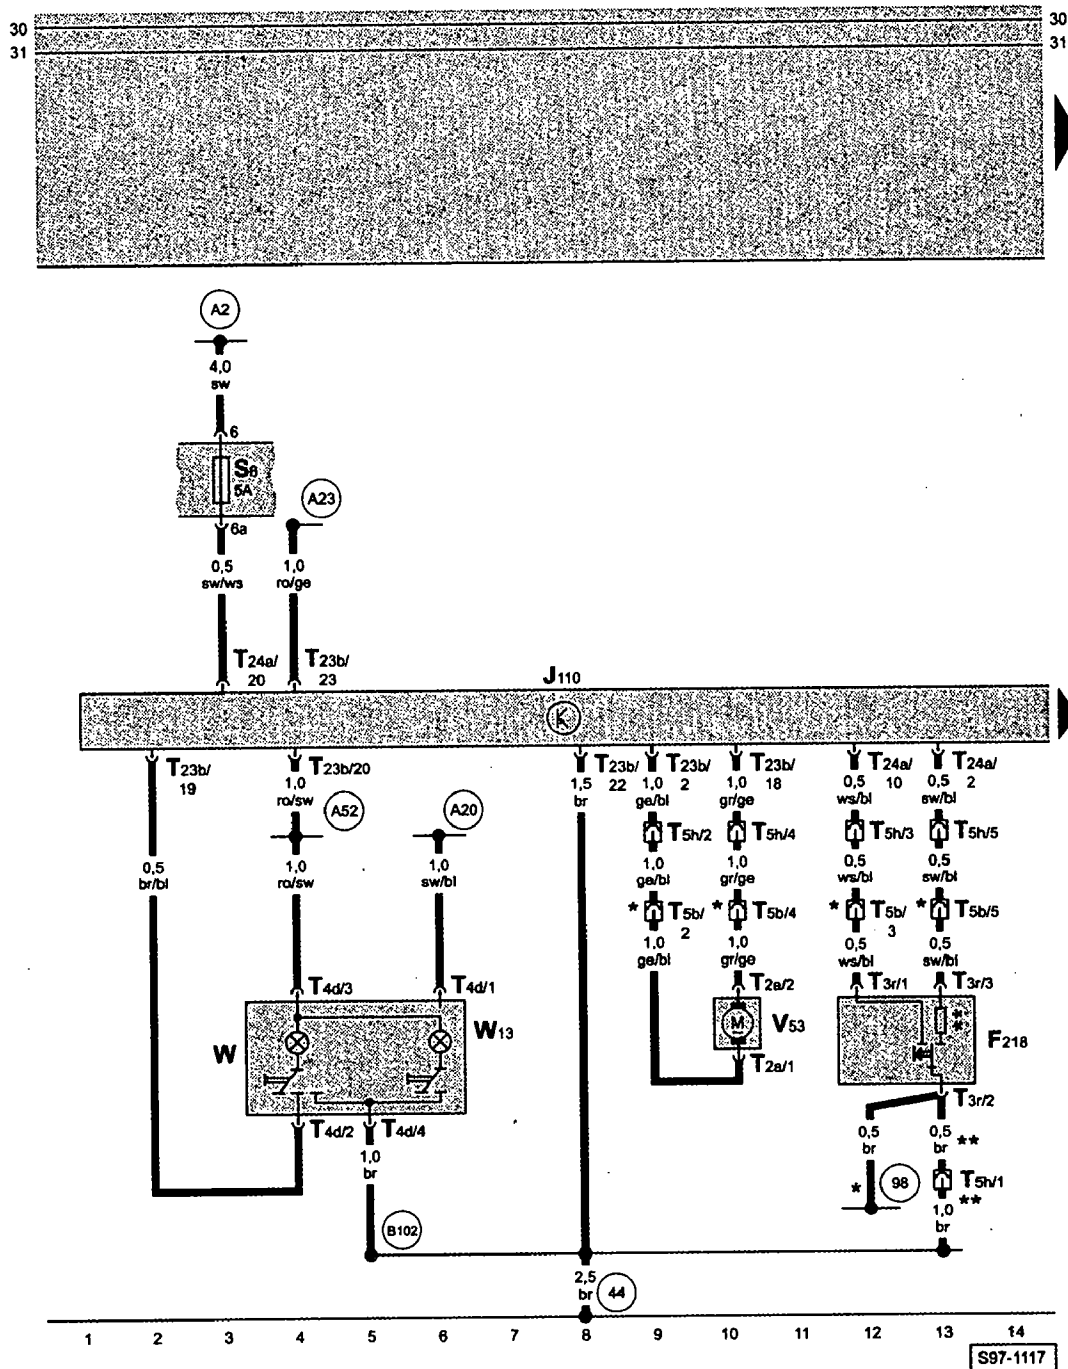 30 30
31 31
A2
4,0
sw
6
S6
5A
A23
6a
0,5 1,0
sw/ws ro/ge
T24a/ T23b/
20 23
J110
K
T23b/ T23b/20 T23b/ T23b/ T23b/ T24a/ T24a/
19 22 2 18 10 2
1,0 1,5 1,0 1,0 0,5 0,5
ro/sw br ge/bl gr/ge ws/bl sw/bl
A52 A20
T5h/2 T5h/4 T5h/3 T5h/5
0,5 1,0 1,0 1,0 1,0 0,5 0,5
br/bl ro/sw sw/bl ge/bl gr/ge ws/bl sw/bl
* T5b/ * T5b/4 * T5b/ * T5b/5
2 3
1,0 1,0 0,5 0,5
ge/bl gr/ge ws/bl sw/bl
T4d/3 T4d/1 T2a/2 T3r/1 T3r/3
W W13 M V53 ** F218
T2a/1
T4d/2 T4d/4 T3r/2
1,0 0,5 0,5
br br br **
* 98 T5h/1
**
1,0
br
B102
2,5
br 44
1 2 3 4 5 6 7 8 9 10 11 12 13 14
S97-1117